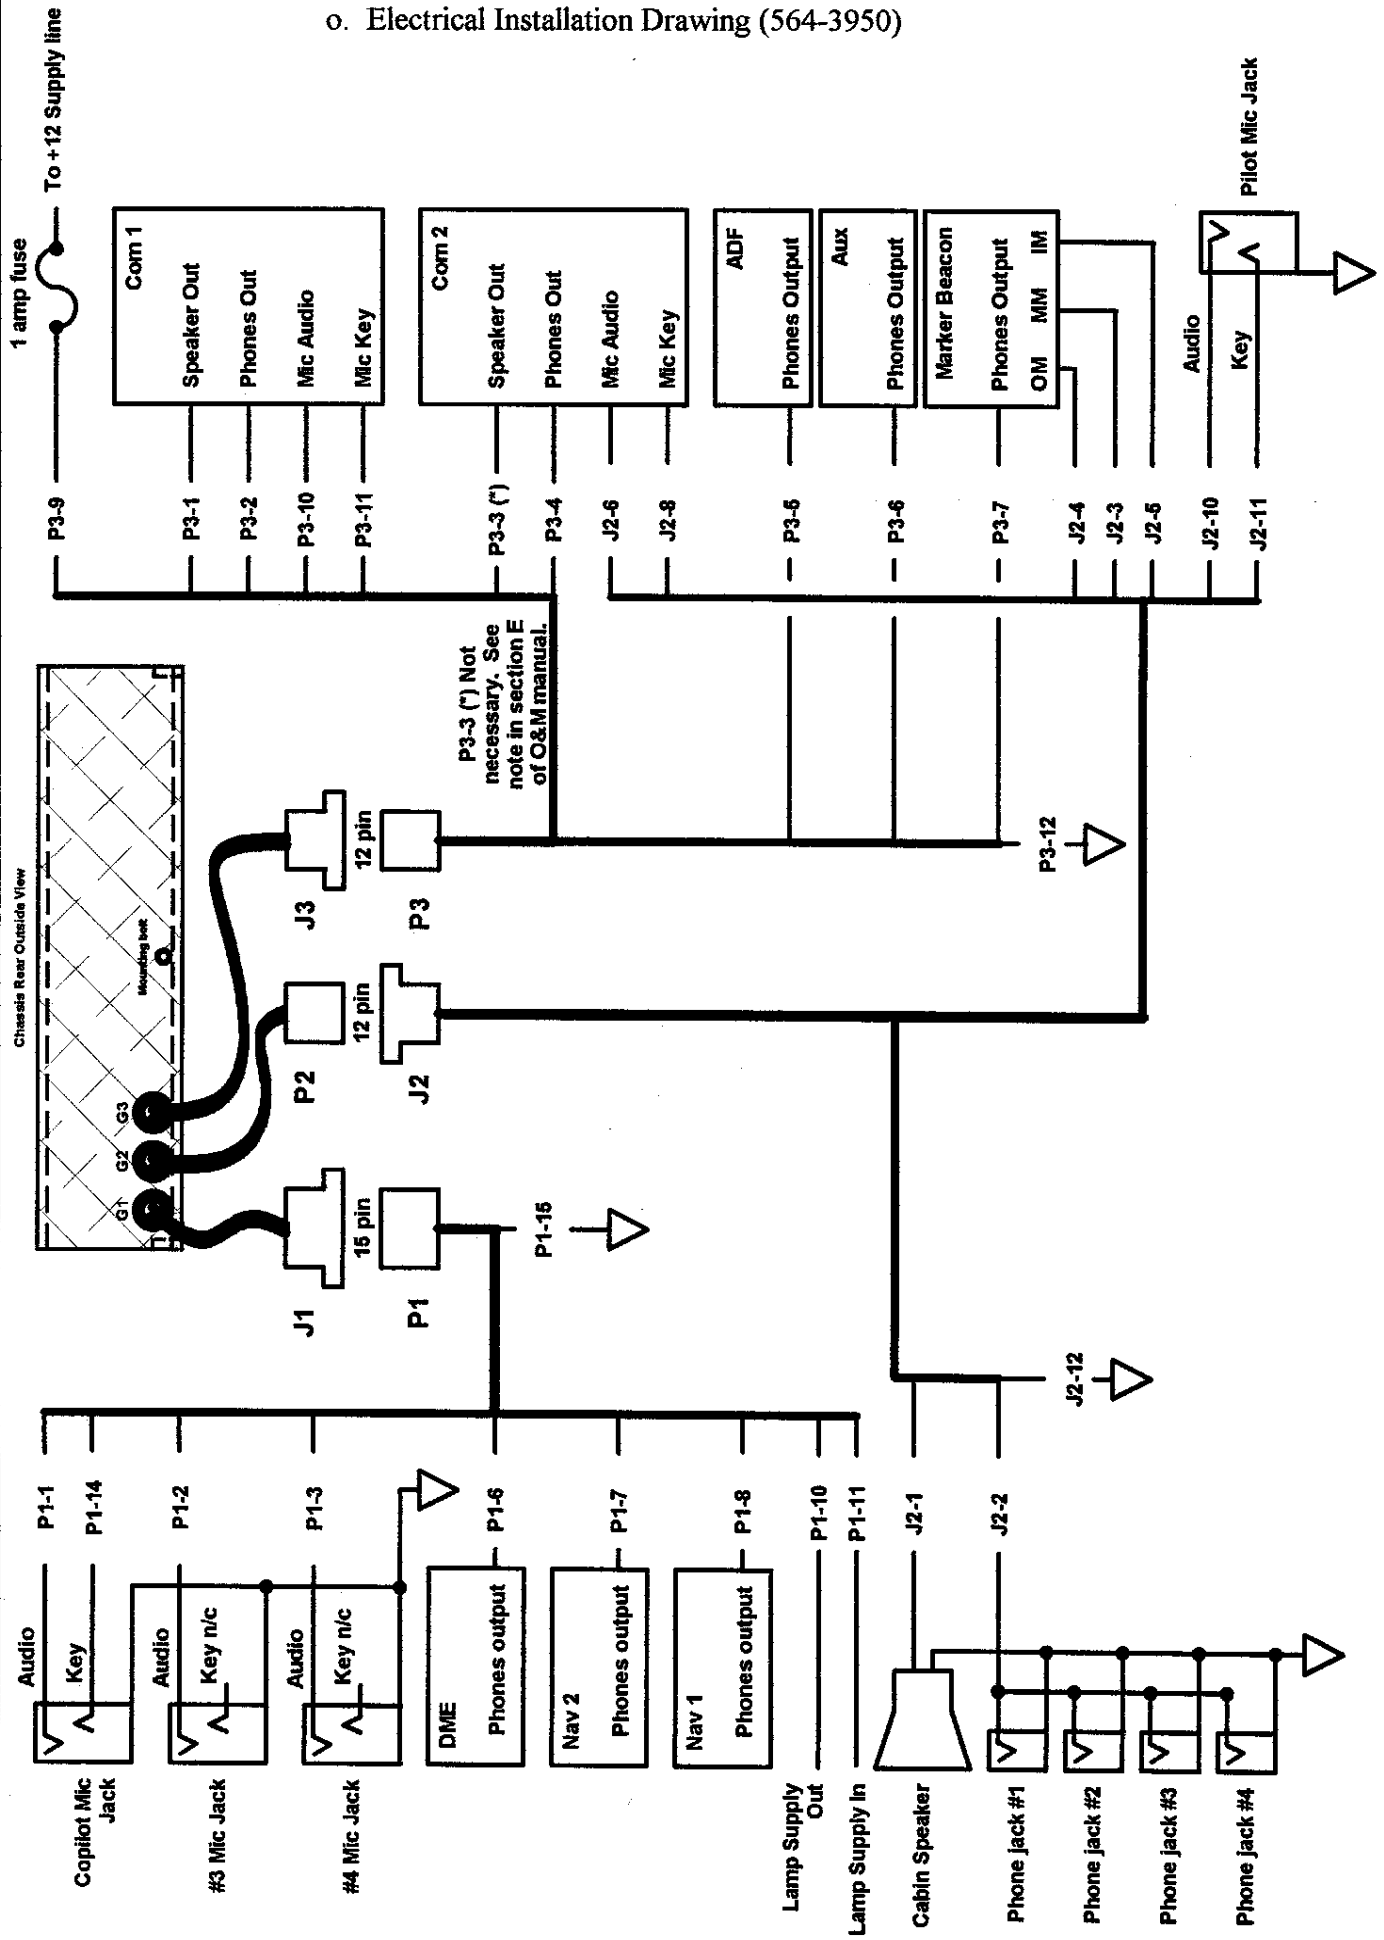 o. Electrical Installation Drawing (564-3950)
1 amp fuse
To +12 Supply line
P3-9
Com 1
Speaker Out
Phones Out
Mic Audio
Mic Key
P3-1
P3-2
P3-10
P3-11
Com 2
Speaker Out
Phones Out
Mic Audio
Mic Key
P3-3 (*)
P3-4
J2-6
J2-8
ADF
Phones Output
P3-5
Aux
Phones Output
P3-6
Marker Beacon
Phones Output
OM MM IM
P3-7
J2-4
J2-3
J2-5
Pilot Mic Jack
Audio
Key
J2-10
J2-11
P3-3 (*) Not
necessary. See
note in section E
of O&M manual.
Chassis Rear Outside View
Mounting bolt
G1
G2
G3
J1
15 pin
P1
P2
12 pin
J2
J3
12 pin
P3
P1-15
P3-12
J2-12
P1-1
P1-14
P1-2
P1-3
P1-6
P1-7
P1-8
P1-10
P1-11
J2-1
J2-2
Audio
Key
Copilot Mic
Jack
Audio
Key n/c
#3 Mic Jack
Audio
Key n/c
#4 Mic Jack
DME
Phones output
Nav 2
Phones output
Nav 1
Phones output
Lamp Supply
Out
Lamp Supply In
Cabin Speaker
Phone jack #1
Phone jack #2
Phone jack #3
Phone jack #4